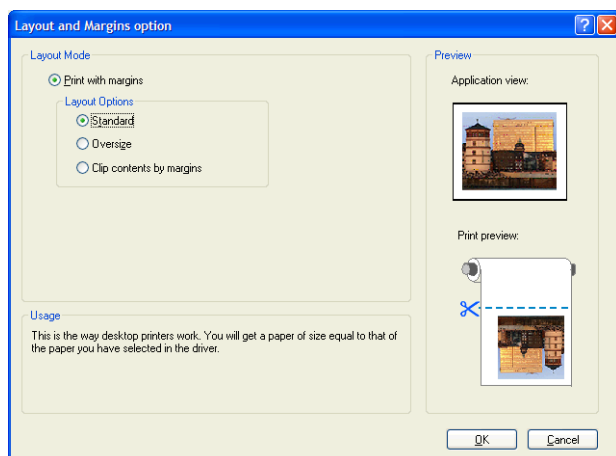 Layout and Margins option
Layout Mode
Print with margins
Layout Options
Standard
Oversize
Clip contents by margins
Usage
This is the way desktop printers work. You will get a paper of size equal to that of
the paper you have selected in the driver.
Preview
Application view:
Print preview:
OK
Cancel